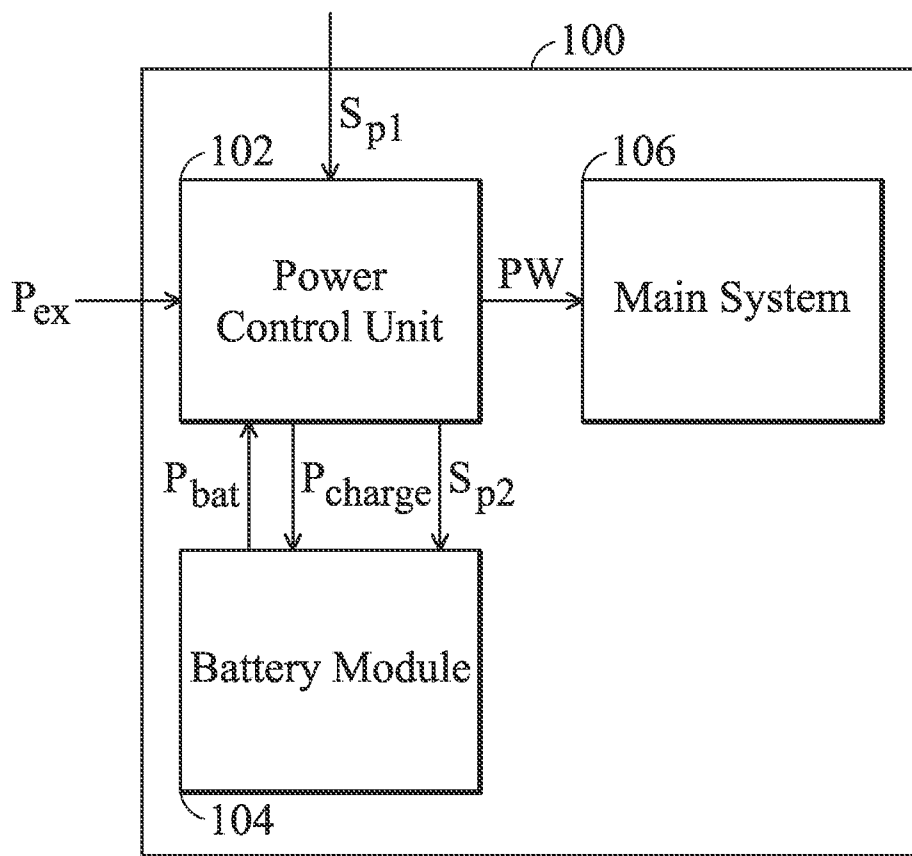 100
Sp1
102
106
Power
Control Unit
PW
Main System
Pex
Pbat
Pcharge
Sp2
Battery Module
104